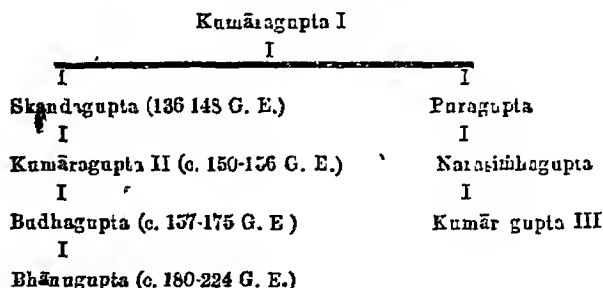 Kumāragupta I
I
I I
Skandagupta (136 148 G. E.) Puragupta
I I
Kumāragupta II (c. 150-156 G. E.) Narasimhagupta
I I
Budhagupta (c. 157-175 G. E ) Kumār gupta III
I
Bhānugupta (c. 180-224 G. E.)